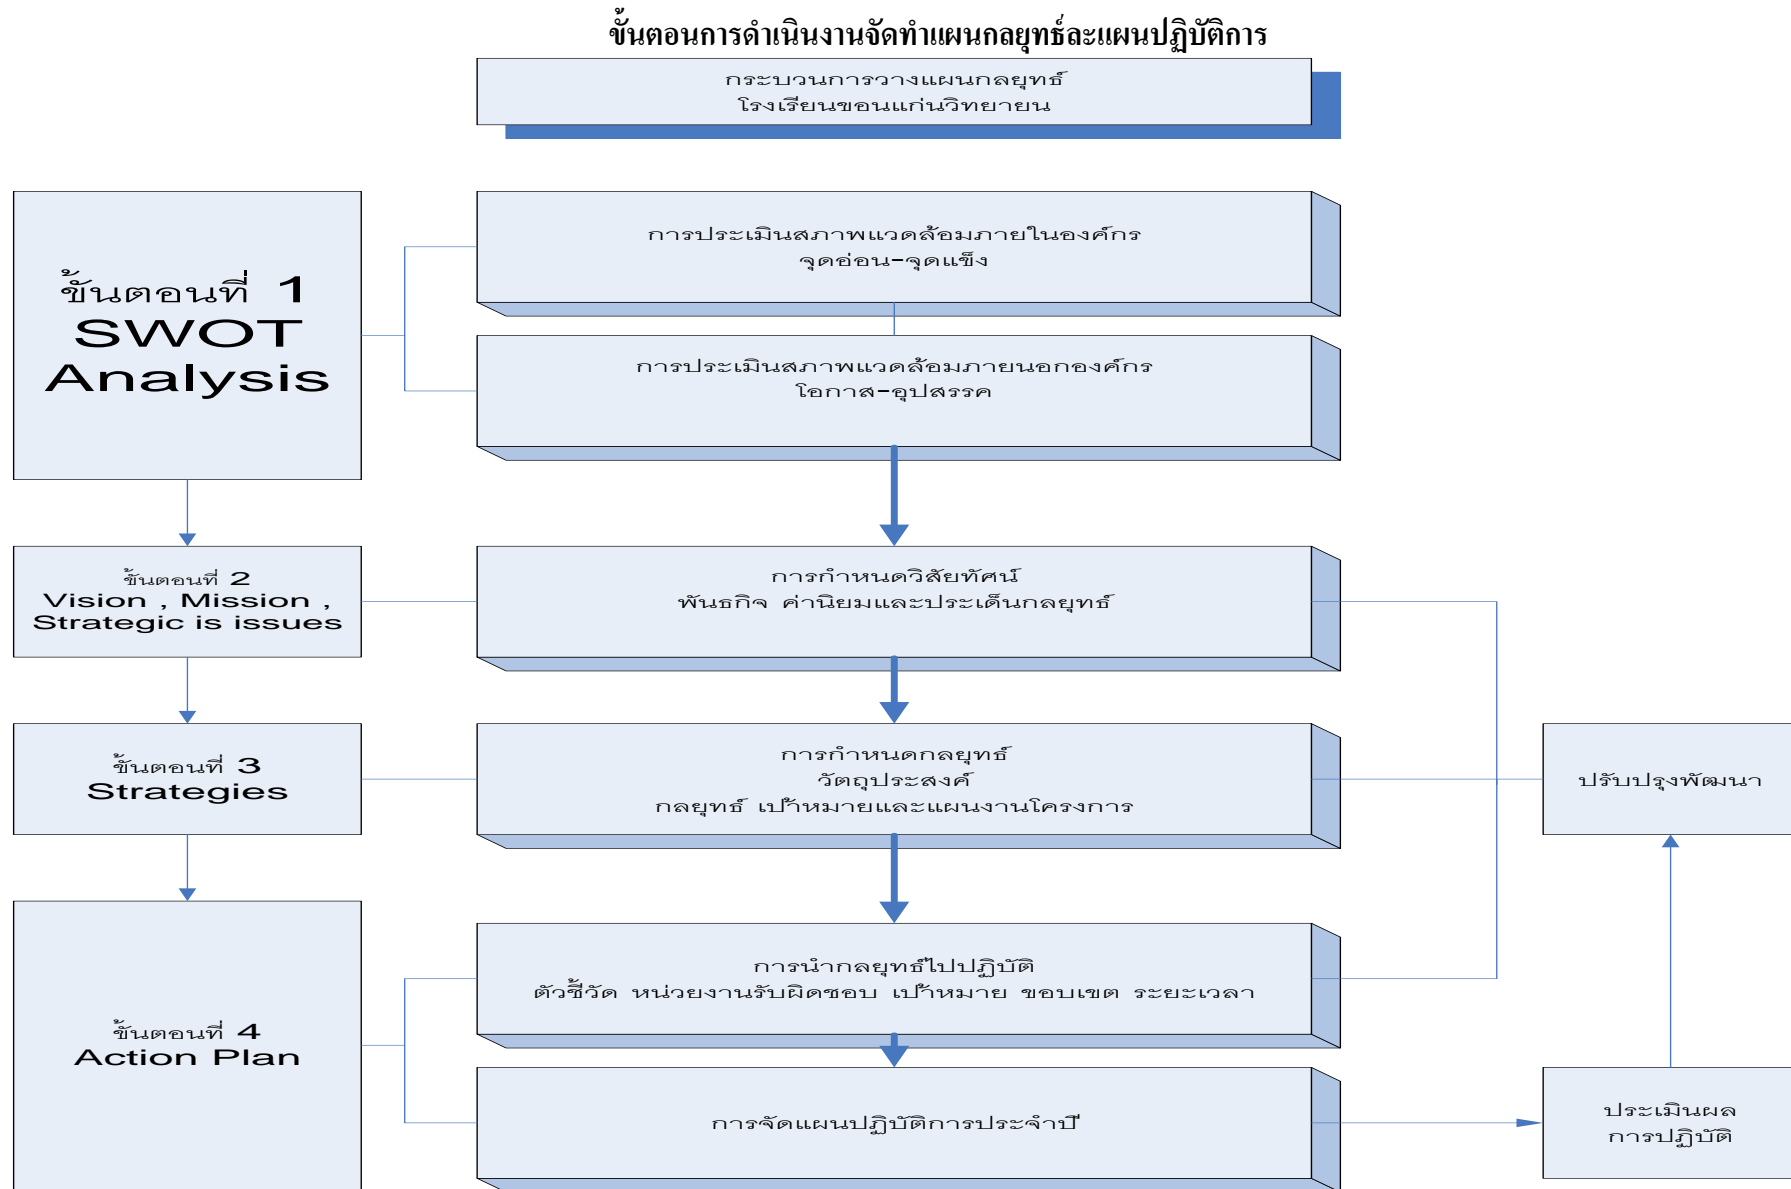 ขั้นตอนการดำเนินงานจัดทำแผนกลยุทธ์ละแผนปฏิบัติการ
กระบวนการวางแผนกลยุทธ์
โรงเรียนขอนแก่นวิทยายน
ขั้นตอนที่ 1
SWOT
Analysis
การประเมินสภาพแวดล้อมภายในองค์กร
จุดอ่อน-จุดแข็ง
การประเมินสภาพแวดล้อมภายนอกองค์กร
โอกาส-อุปสรรค
ขั้นตอนที่ 2
Vision , Mission ,
Strategic is issues
การกำหนดวิสัยทัศน์
พันธกิจ ค่านิยมและประเด็นกลยุทธ์
ขั้นตอนที่ 3
Strategies
การกำหนดกลยุทธ์
วัตถุประสงค์
กลยุทธ์ เป้าหมายและแผนงานโครงการ
ปรับปรุงพัฒนา
ขั้นตอนที่ 4
Action Plan
การนำกลยุทธ์ไปปฏิบัติ
ตัวชี้วัด หน่วยงานรับผิดชอบ เป้าหมาย ขอบเขต ระยะเวลา
การจัดแผนปฏิบัติการประจำปี
ประเมินผล
การปฏิบัติ